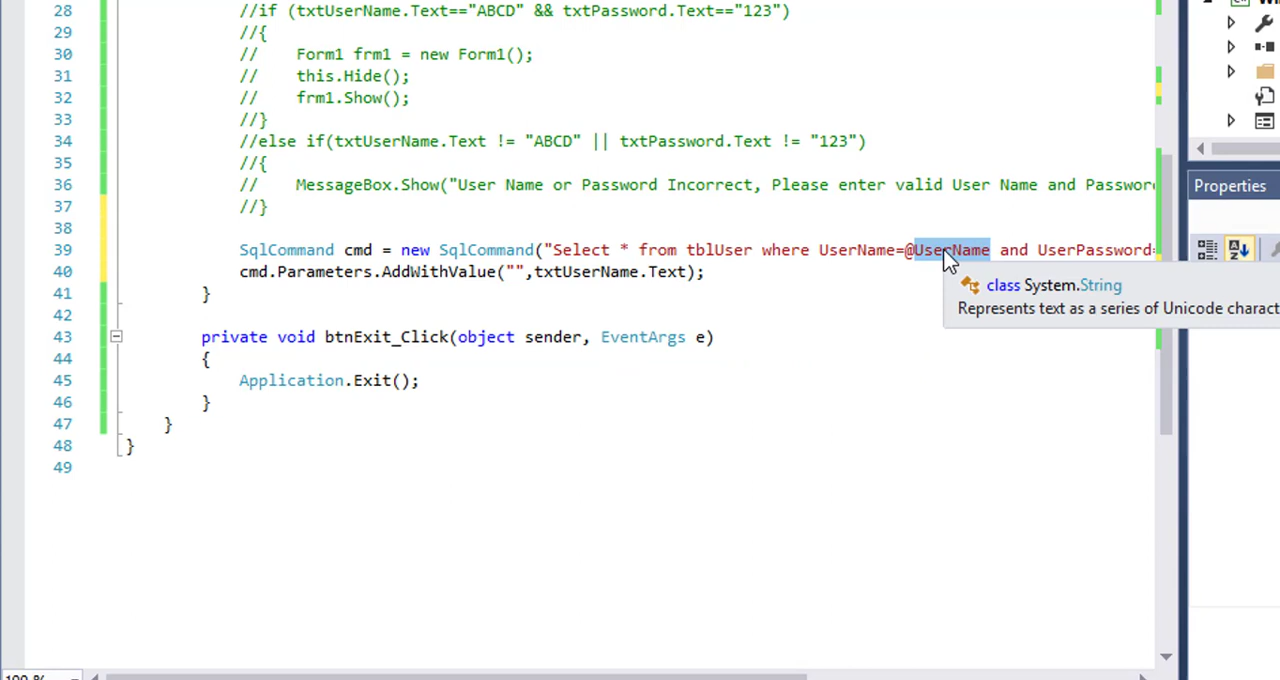 28 //if (txtUserName.Text=="ABCD" && txtPassword.Text=="123")
29 //{
30 //    Form1 frm1 = new Form1();
31 //    this.Hide();
32 //    frm1.Show();
33 //}
34 //else if(txtUserName.Text != "ABCD" || txtPassword.Text != "123")
35 //{
36 //    MessageBox.Show("User Name or Password Incorrect, Please enter valid User Name and Passwor
37 //}
38
39 SqlCommand cmd = new SqlCommand("Select * from tblUser where UserName=@UserName and UserPassword=
40 cmd.Parameters.AddWithValue("",txtUserName.Text);
41 }
42
43 private void btnExit_Click(object sender, EventArgs e)
44 {
45 Application.Exit();
46 }
47 }
48 }
49
class System.String
Represents text as a series of Unicode charact
Properties
100 %